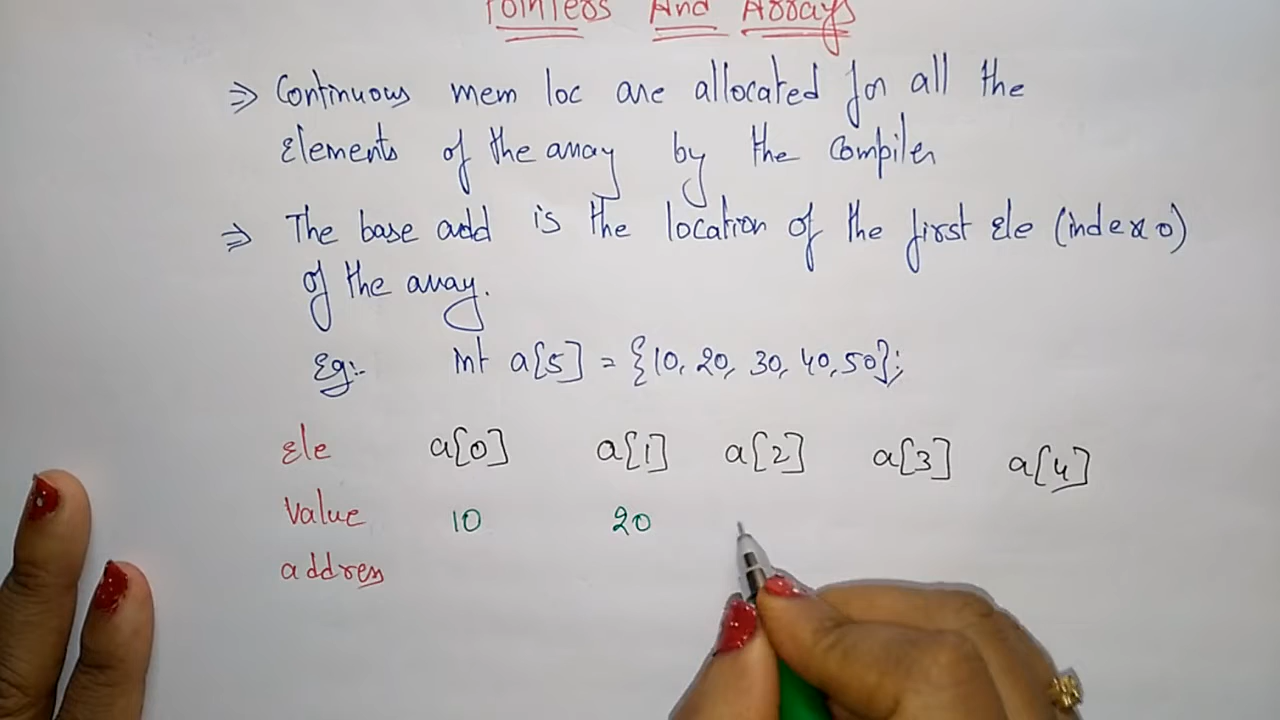 Pointers And Arrays
⇒ Continuous mem loc are allocated for all the
elements of the array by the Compiler
⇒ The base add is the location of the first ele (index 0)
of the array.
Eg:- int a[5] = {10, 20, 30, 40, 50};
ele a[0] a[1] a[2] a[3] a[4]
Value 10 20
address